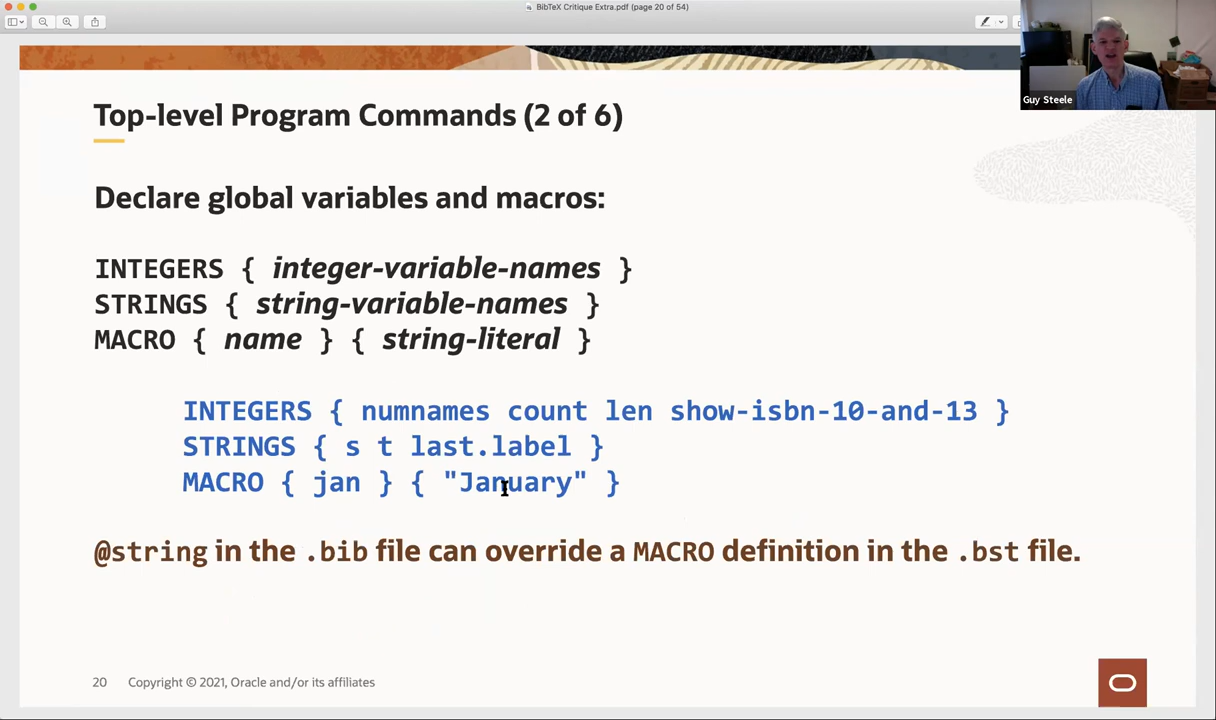 BibTeX Critique Extra.pdf (page 20 of 54)
Guy Steele
Top-level Program Commands (2 of 6)
Declare global variables and macros:
INTEGERS { integer-variable-names }
STRINGS { string-variable-names }
MACRO { name } { string-literal }
INTEGERS { numnames count len show-isbn-10-and-13 }
STRINGS { s t last.label }
MACRO { jan } { "January" }
@string in the .bib file can override a MACRO definition in the .bst file.
20 Copyright © 2021, Oracle and/or its affiliates